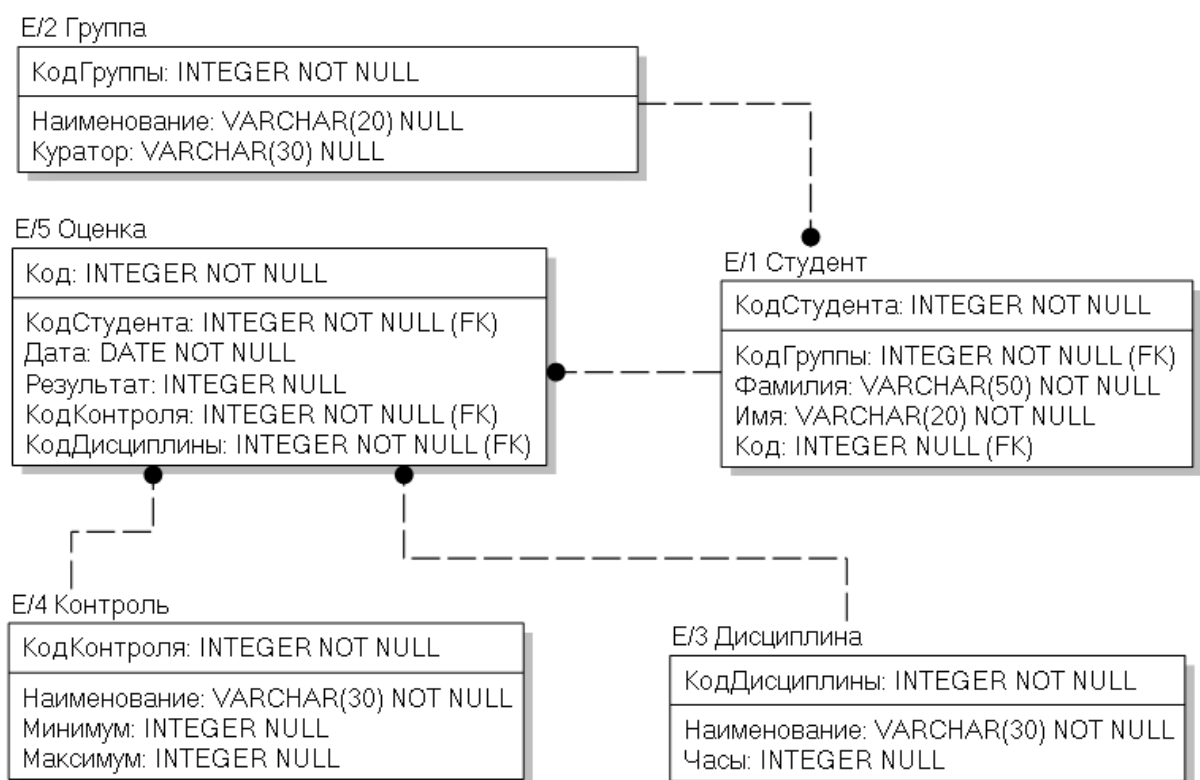 E/2 Группа
КодГруппы: INTEGER NOT NULL
Наименование: VARCHAR(20) NULL
Куратор: VARCHAR(30) NULL
E/5 Оценка
Код: INTEGER NOT NULL
КодСтудента: INTEGER NOT NULL (FK)
Дата: DATE NOT NULL
Результат: INTEGER NULL
КодКонтроля: INTEGER NOT NULL (FK)
КодДисциплины: INTEGER NOT NULL (FK)
E/1 Студент
КодСтудента: INTEGER NOT NULL
КодГруппы: INTEGER NOT NULL (FK)
Фамилия: VARCHAR(50) NOT NULL
Имя: VARCHAR(20) NOT NULL
Код: INTEGER NULL (FK)
E/4 Контроль
КодКонтроля: INTEGER NOT NULL
Наименование: VARCHAR(30) NOT NULL
Минимум: INTEGER NULL
Максимум: INTEGER NULL
E/3 Дисциплина
КодДисциплины: INTEGER NOT NULL
Наименование: VARCHAR(30) NOT NULL
Часы: INTEGER NULL